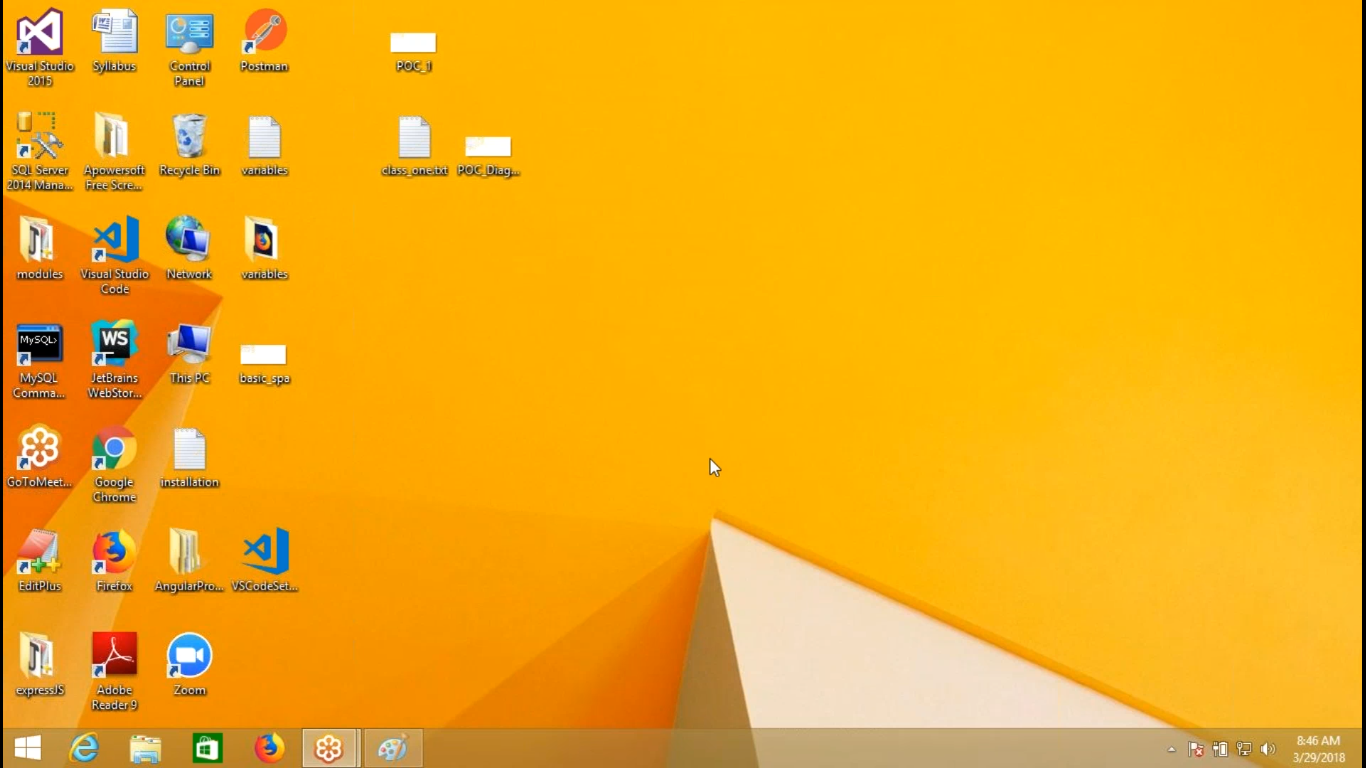 Visual Studio
2015
Syllabus
Control
Panel
Postman
POC_1
SQL Server
2014 Mana...
Apowersoft
Free Scre...
Recycle Bin
variables
class_one.txt
POC_Diag...
modules
Visual Studio
Code
Network
variables
MySQL>
MySQL
Comma...
WS
JetBrains
WebStor...
This PC
basic_spa
GoToMeet...
Google
Chrome
installation
EditPlus
Firefox
AngularPro...
VSCodeSet...
expressJS
Adobe
Reader 9
Zoom
8:46 AM
3/29/2018